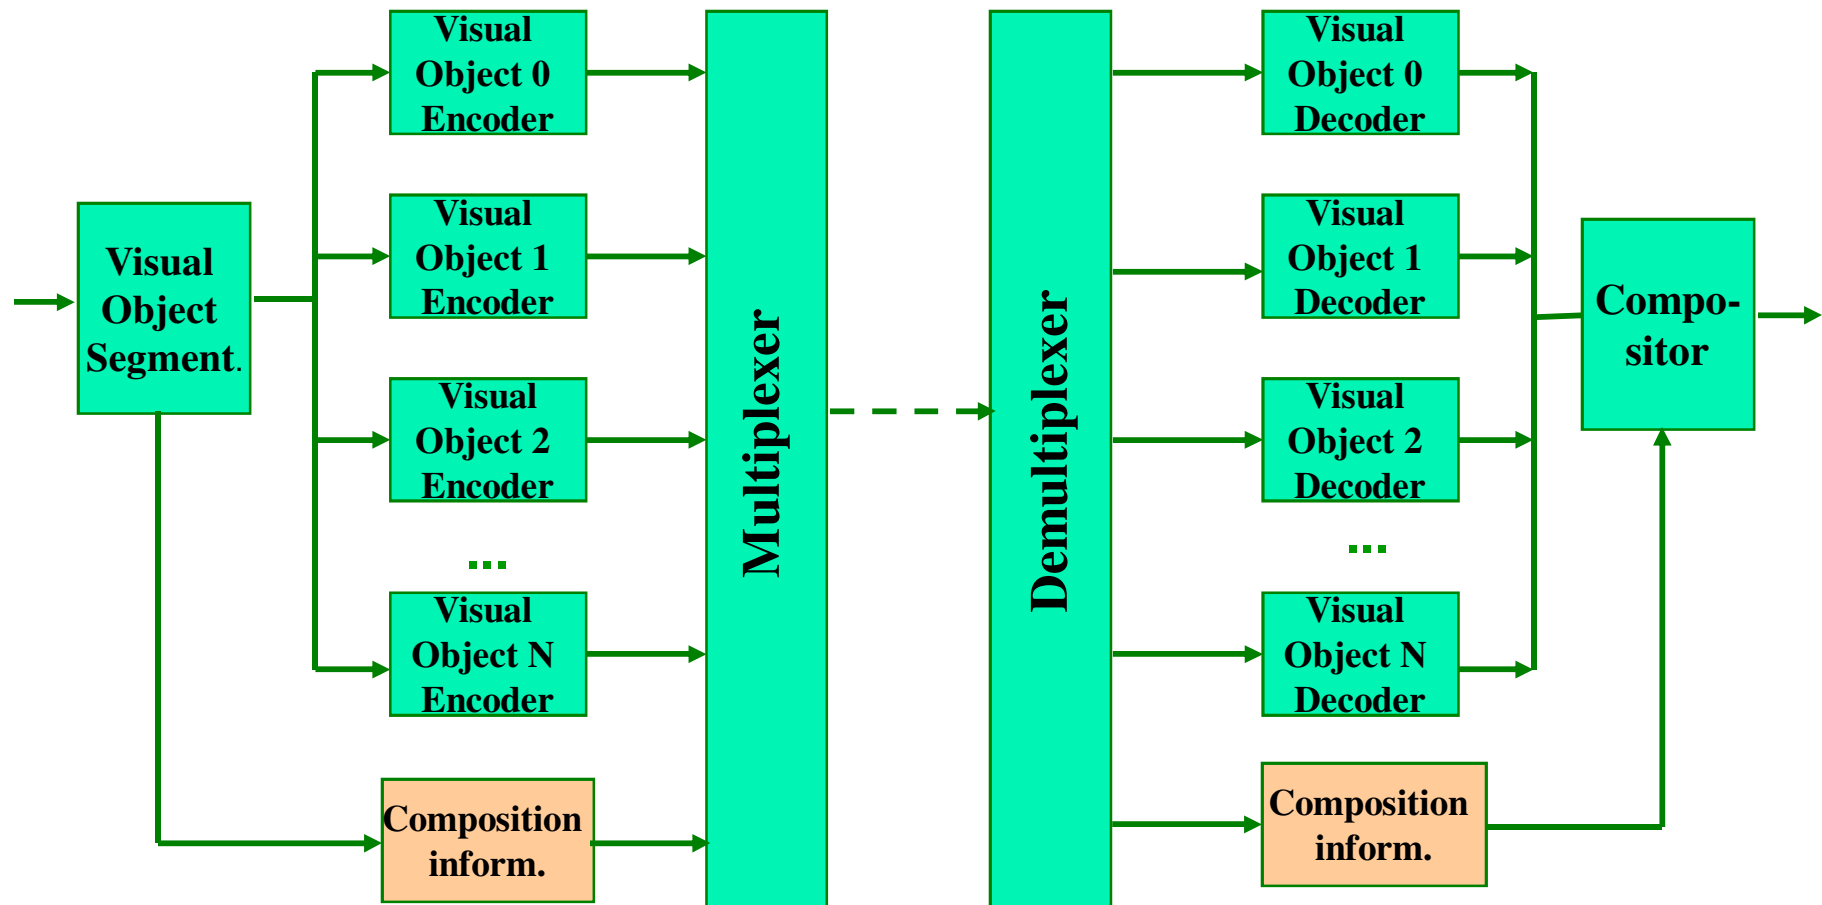 Visual
Object
Segment.
Visual
Object 0
Encoder
Visual
Object 1
Encoder
Visual
Object 2
Encoder
...
Visual
Object N
Encoder
Composition
inform.
Multiplexer
Demultiplexer
Visual
Object 0
Decoder
Visual
Object 1
Decoder
Visual
Object 2
Decoder
...
Visual
Object N
Decoder
Composition
inform.
Compo-
sitor